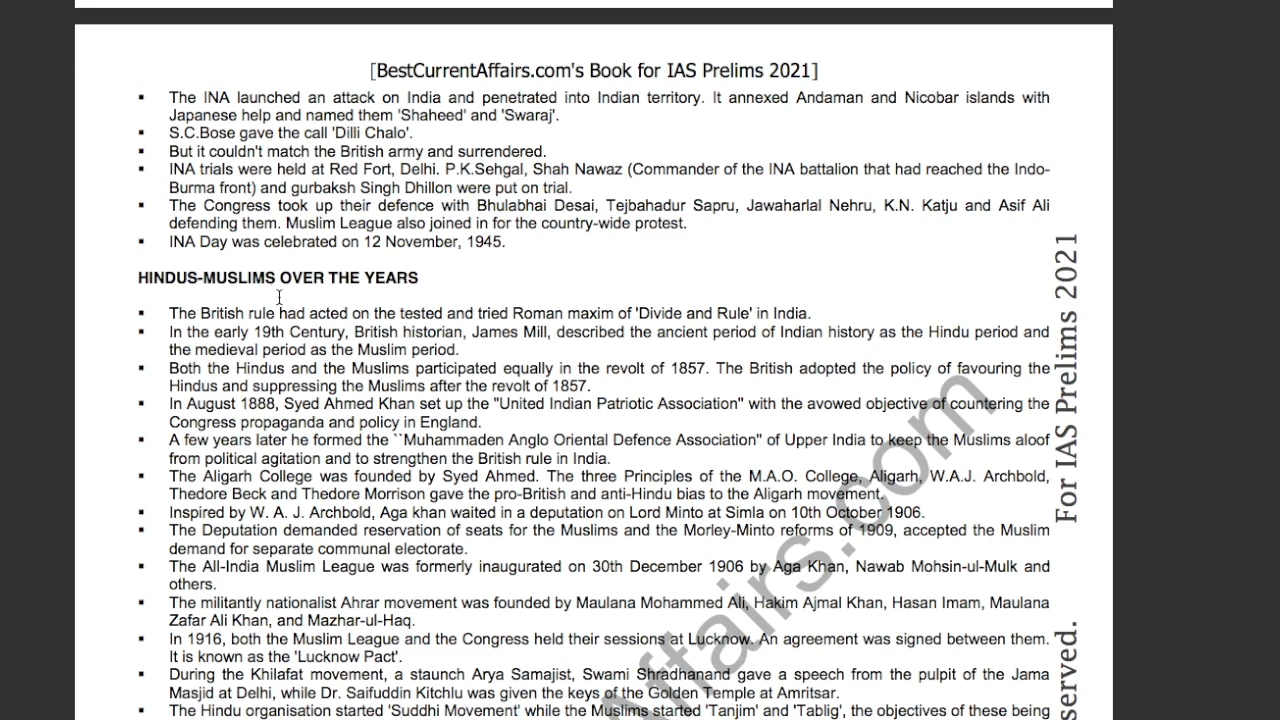 [BestCurrentAffairs.com's Book for IAS Prelims 2021]
▪ The INA launched an attack on India and penetrated into Indian territory. It annexed Andaman and Nicobar islands with
Japanese help and named them 'Shaheed' and 'Swaraj'.
▪ S.C.Bose gave the call 'Dilli Chalo'.
▪ But it couldn't match the British army and surrendered.
▪ INA trials were held at Red Fort, Delhi. P.K.Sehgal, Shah Nawaz (Commander of the INA battalion that had reached the Indo-
Burma front) and gurbaksh Singh Dhillon were put on trial.
▪ The Congress took up their defence with Bhulabhai Desai, Tejbahadur Sapru, Jawaharlal Nehru, K.N. Katju and Asif Ali
defending them. Muslim League also joined in for the country-wide protest.
▪ INA Day was celebrated on 12 November, 1945.
HINDUS-MUSLIMS OVER THE YEARS
▪ The British rule had acted on the tested and tried Roman maxim of 'Divide and Rule' in India.
▪ In the early 19th Century, British historian, James Mill, described the ancient period of Indian history as the Hindu period and
the medieval period as the Muslim period.
▪ Both the Hindus and the Muslims participated equally in the revolt of 1857. The British adopted the policy of favouring the
Hindus and suppressing the Muslims after the revolt of 1857.
▪ In August 1888, Syed Ahmed Khan set up the "United Indian Patriotic Association" with the avowed objective of countering the
Congress propaganda and policy in England.
▪ A few years later he formed the ``Muhammaden Anglo Oriental Defence Association" of Upper India to keep the Muslims aloof
from political agitation and to strengthen the British rule in India.
▪ The Aligarh College was founded by Syed Ahmed. The three Principles of the M.A.O. College, Aligarh, W.A.J. Archbold,
Thedore Beck and Thedore Morrison gave the pro-British and anti-Hindu bias to the Aligarh movement.
▪ Inspired by W. A. J. Archbold, Aga khan waited in a deputation on Lord Minto at Simla on 10th October 1906.
▪ The Deputation demanded reservation of seats for the Muslims and the Morley-Minto reforms of 1909, accepted the Muslim
demand for separate communal electorate.
▪ The All-India Muslim League was formerly inaugurated on 30th December 1906 by Aga Khan, Nawab Mohsin-ul-Mulk and
others.
▪ The militantly nationalist Ahrar movement was founded by Maulana Mohammed Ali, Hakim Ajmal Khan, Hasan Imam, Maulana
Zafar Ali Khan, and Mazhar-ul-Haq.
▪ In 1916, both the Muslim League and the Congress held their sessions at Lucknow. An agreement was signed between them.
It is known as the 'Lucknow Pact'.
▪ During the Khilafat movement, a staunch Arya Samajist, Swami Shradhanand gave a speech from the pulpit of the Jama
Masjid at Delhi, while Dr. Saifuddin Kitchlu was given the keys of the Golden Temple at Amritsar.
▪ The Hindu organisation started 'Suddhi Movement' while the Muslims started 'Tanjim' and 'Tablig', the objectives of these being
For IAS Prelims 2021
served.
Affairs.com